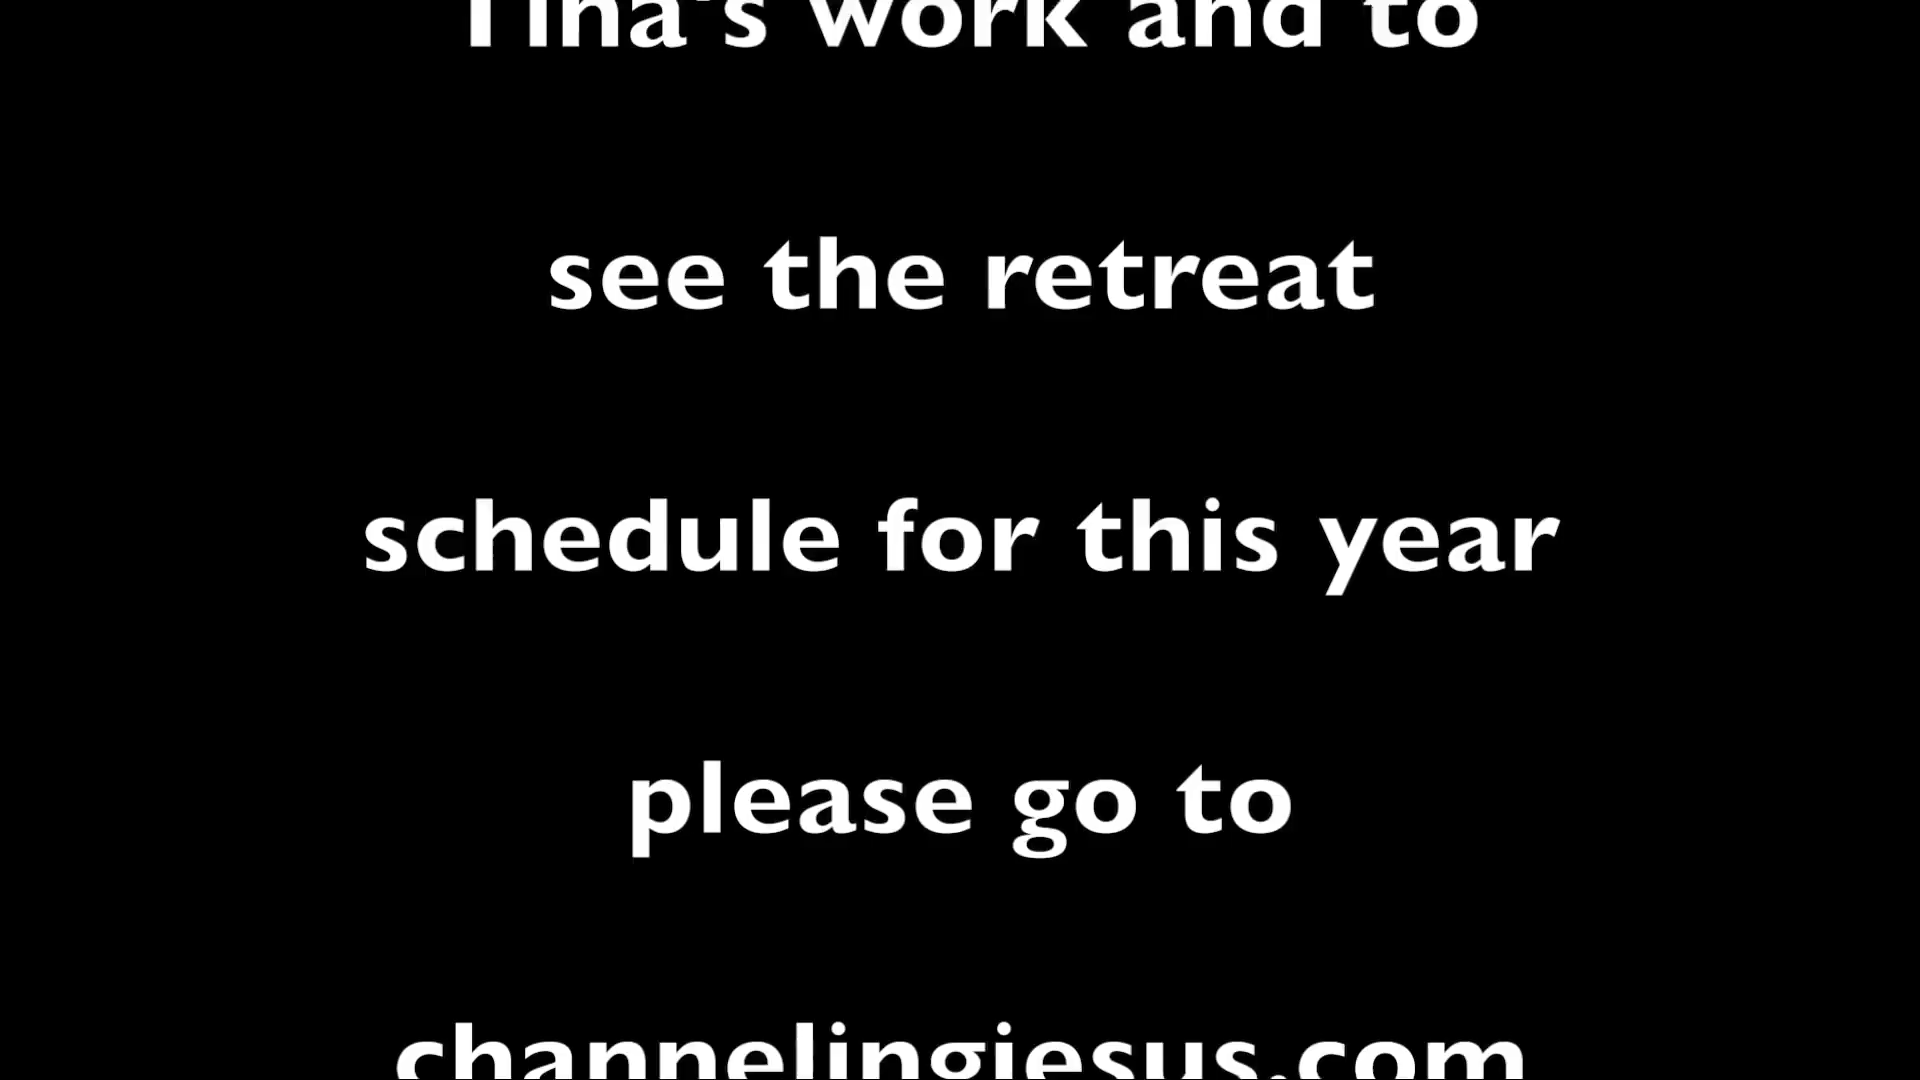 Tina's work and to
see the retreat
schedule for this year
please go to
channelingjesus.com